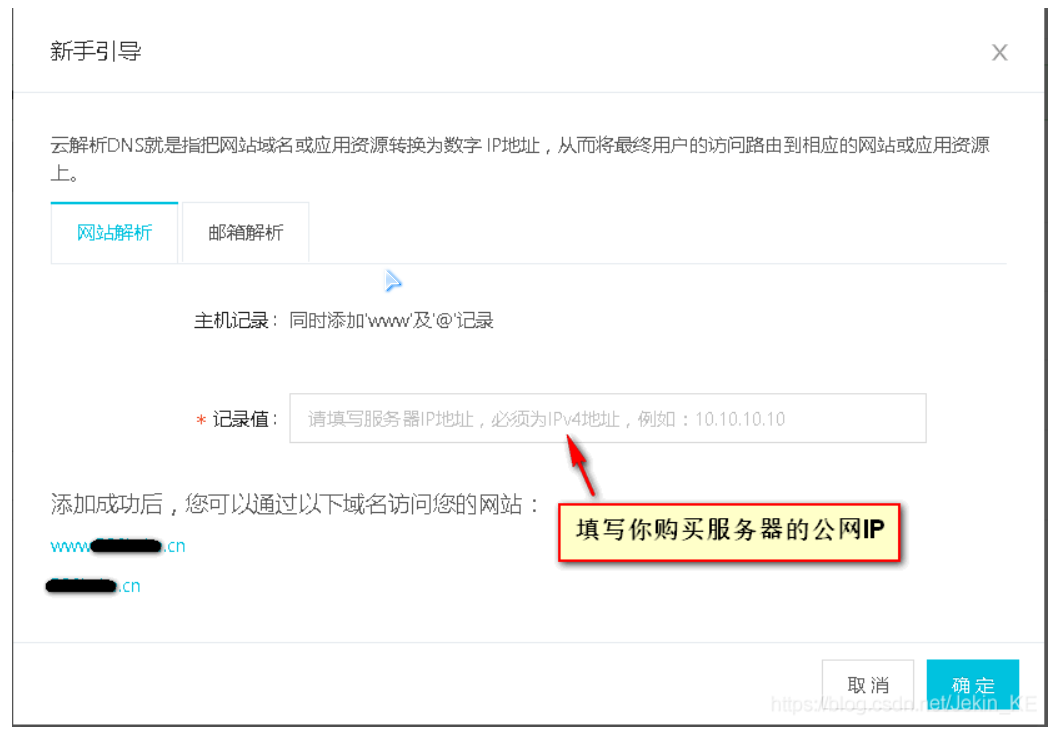 新手引导
X
云解析DNS就是指把网站域名或应用资源转换为数字 IP地址，从而将最终用户的访问路由到相应的网站或应用资源
上。
网站解析 邮箱解析
主机记录： 同时添加'www'及'@'记录
* 记录值： 请填写服务器IP地址，必须为IPv4地址，例如：10.10.10.10
添加成功后，您可以通过以下域名访问您的网站：
填写你购买服务器的公网IP
www .cn
.cn
取消 确定
https://blog.csdn.net/Jekin_KE